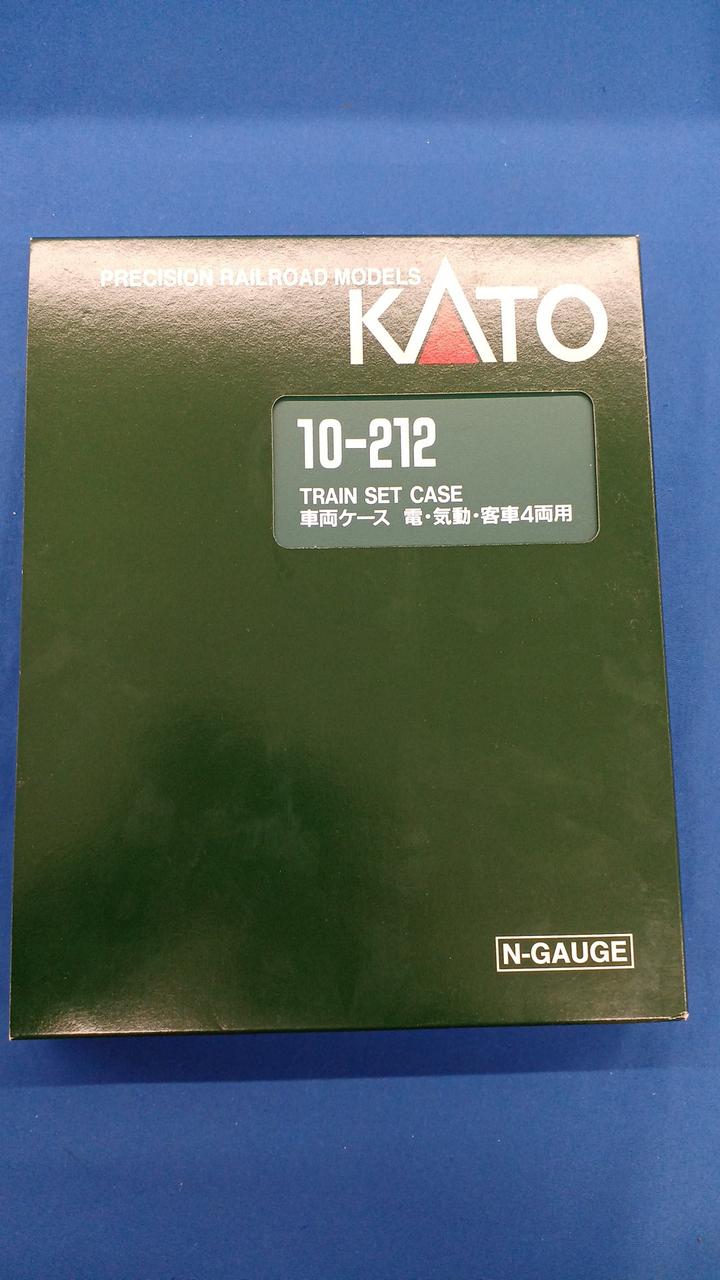 PRECISION RAILROAD MODELS
KATO
10-212
TRAIN SET CASE
車両ケース 電・気動・客車4両用
N-GAUGE